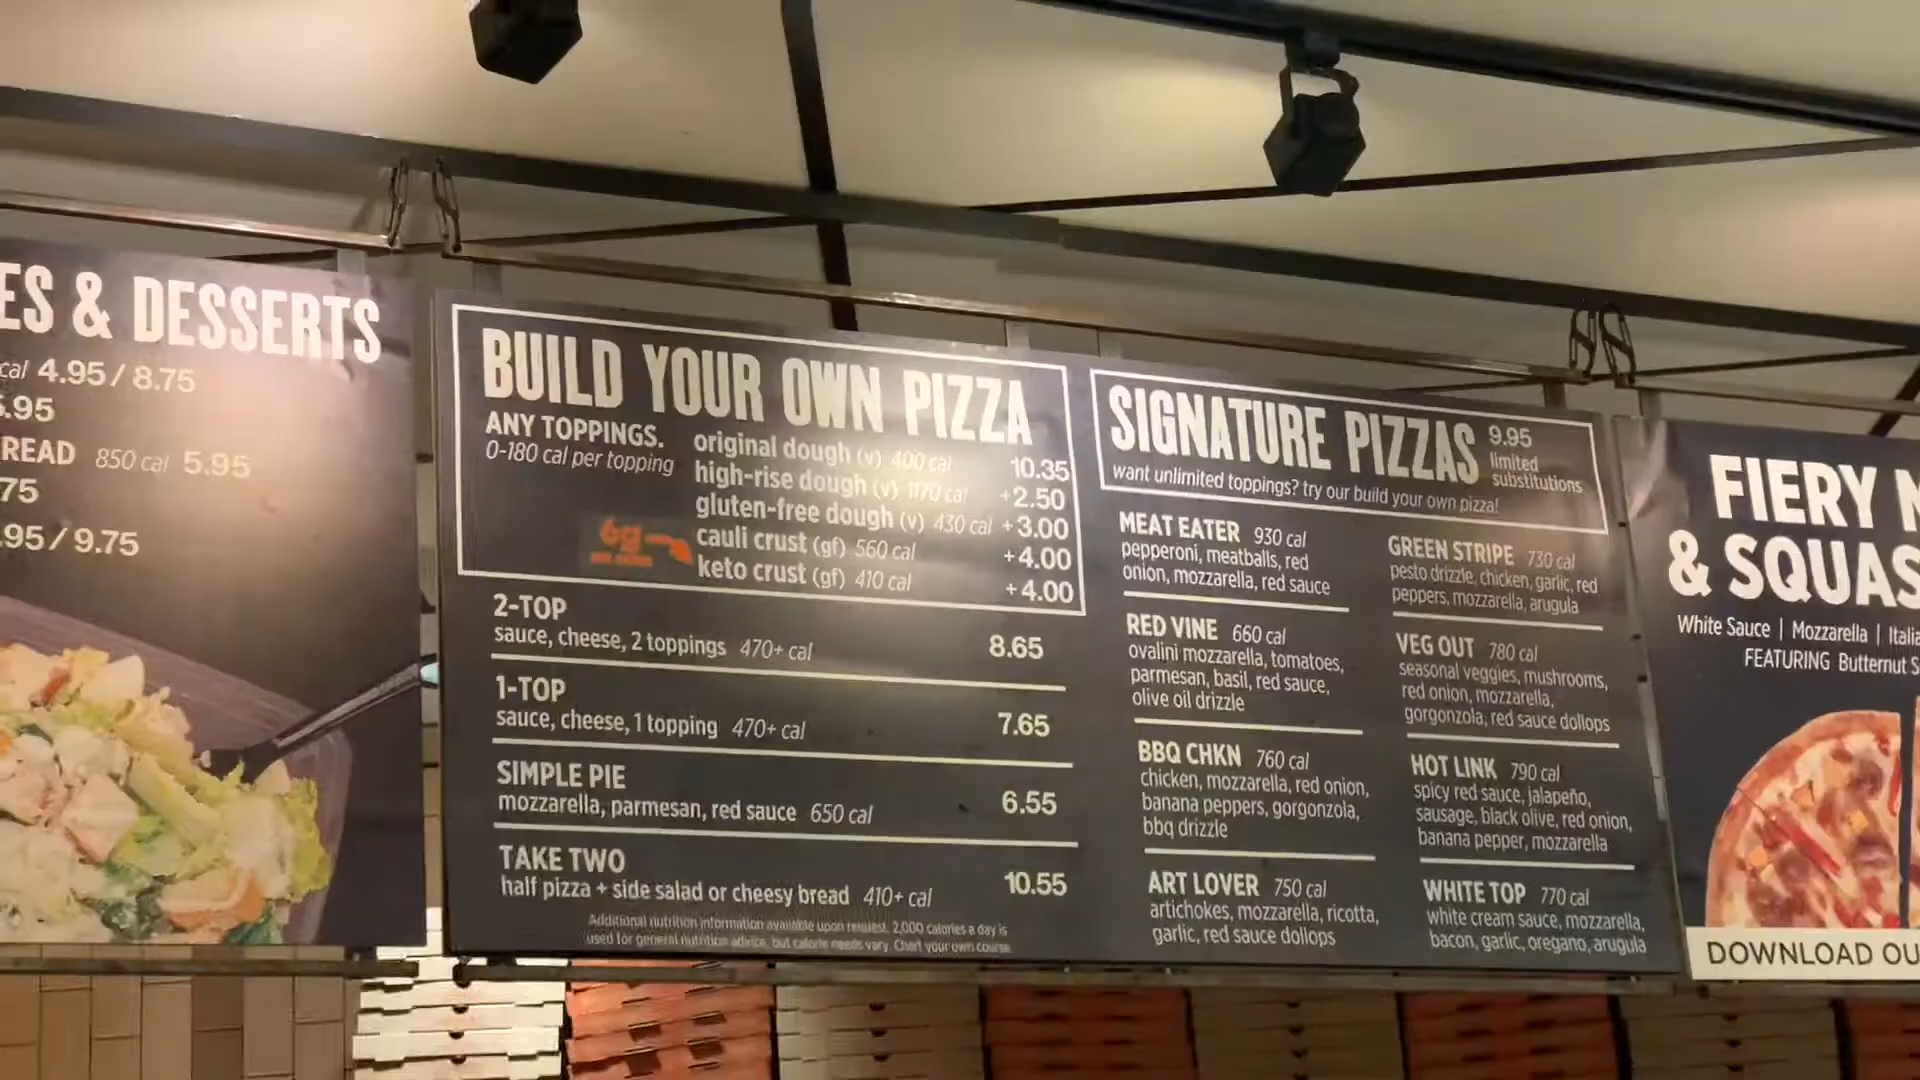 ES & DESSERTS
cal 4.95 / 8.75
.95
READ 850 cal 5.95
75
.95 / 9.75
BUILD YOUR OWN PIZZA
ANY TOPPINGS.
0-180 cal per topping
original dough (v) 400 cal 10.35
high-rise dough (v) 1170 cal +2.50
gluten-free dough (v) 430 cal +3.00
cauli crust (gf) 560 cal +4.00
keto crust (gf) 410 cal +4.00
6g
2-TOP
sauce, cheese, 2 toppings 470+ cal 8.65
1-TOP
sauce, cheese, 1 topping 470+ cal 7.65
SIMPLE PIE
mozzarella, parmesan, red sauce 650 cal 6.55
TAKE TWO
half pizza + side salad or cheesy bread 410+ cal 10.55
Additional nutrition information available upon request. 2,000 calories a day is
used for general nutrition advice, but calorie needs vary. Chart your own course.
SIGNATURE PIZZAS 9.95
limited
substitutions
want unlimited toppings? try our build your own pizza!
MEAT EATER 930 cal
pepperoni, meatballs, red
onion, mozzarella, red sauce
RED VINE 660 cal
ovalini mozzarella, tomatoes,
parmesan, basil, red sauce,
olive oil drizzle
BBQ CHKN 760 cal
chicken, mozzarella, red onion,
banana peppers, gorgonzola,
bbq drizzle
ART LOVER 750 cal
artichokes, mozzarella, ricotta,
garlic, red sauce dollops
GREEN STRIPE 730 cal
pesto drizzle, chicken, garlic, red
peppers, mozzarella, arugula
VEG OUT 780 cal
seasonal veggies, mushrooms,
red onion, mozzarella,
gorgonzola, red sauce dollops
HOT LINK 790 cal
spicy red sauce, jalapeño,
sausage, black olive, red onion,
banana pepper, mozzarella
WHITE TOP 770 cal
white cream sauce, mozzarella,
bacon, garlic, oregano, arugula
FIERY
& SQUAS
White Sauce | Mozzarella | Italia
FEATURING Butternut S
DOWNLOAD OU